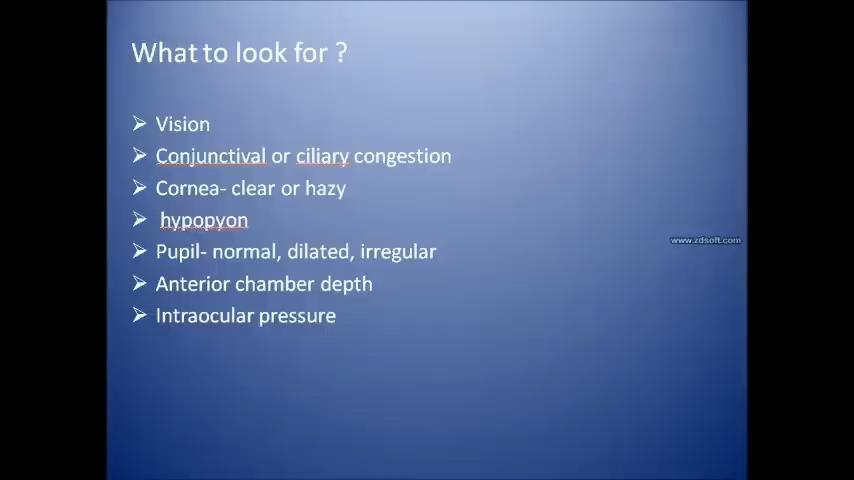 What to look for ?
Vision
Conjunctival or ciliary congestion
Cornea- clear or hazy
hypopyon
www.zdsoft.com
Pupil- normal, dilated, irregular
Anterior chamber depth
Intraocular pressure